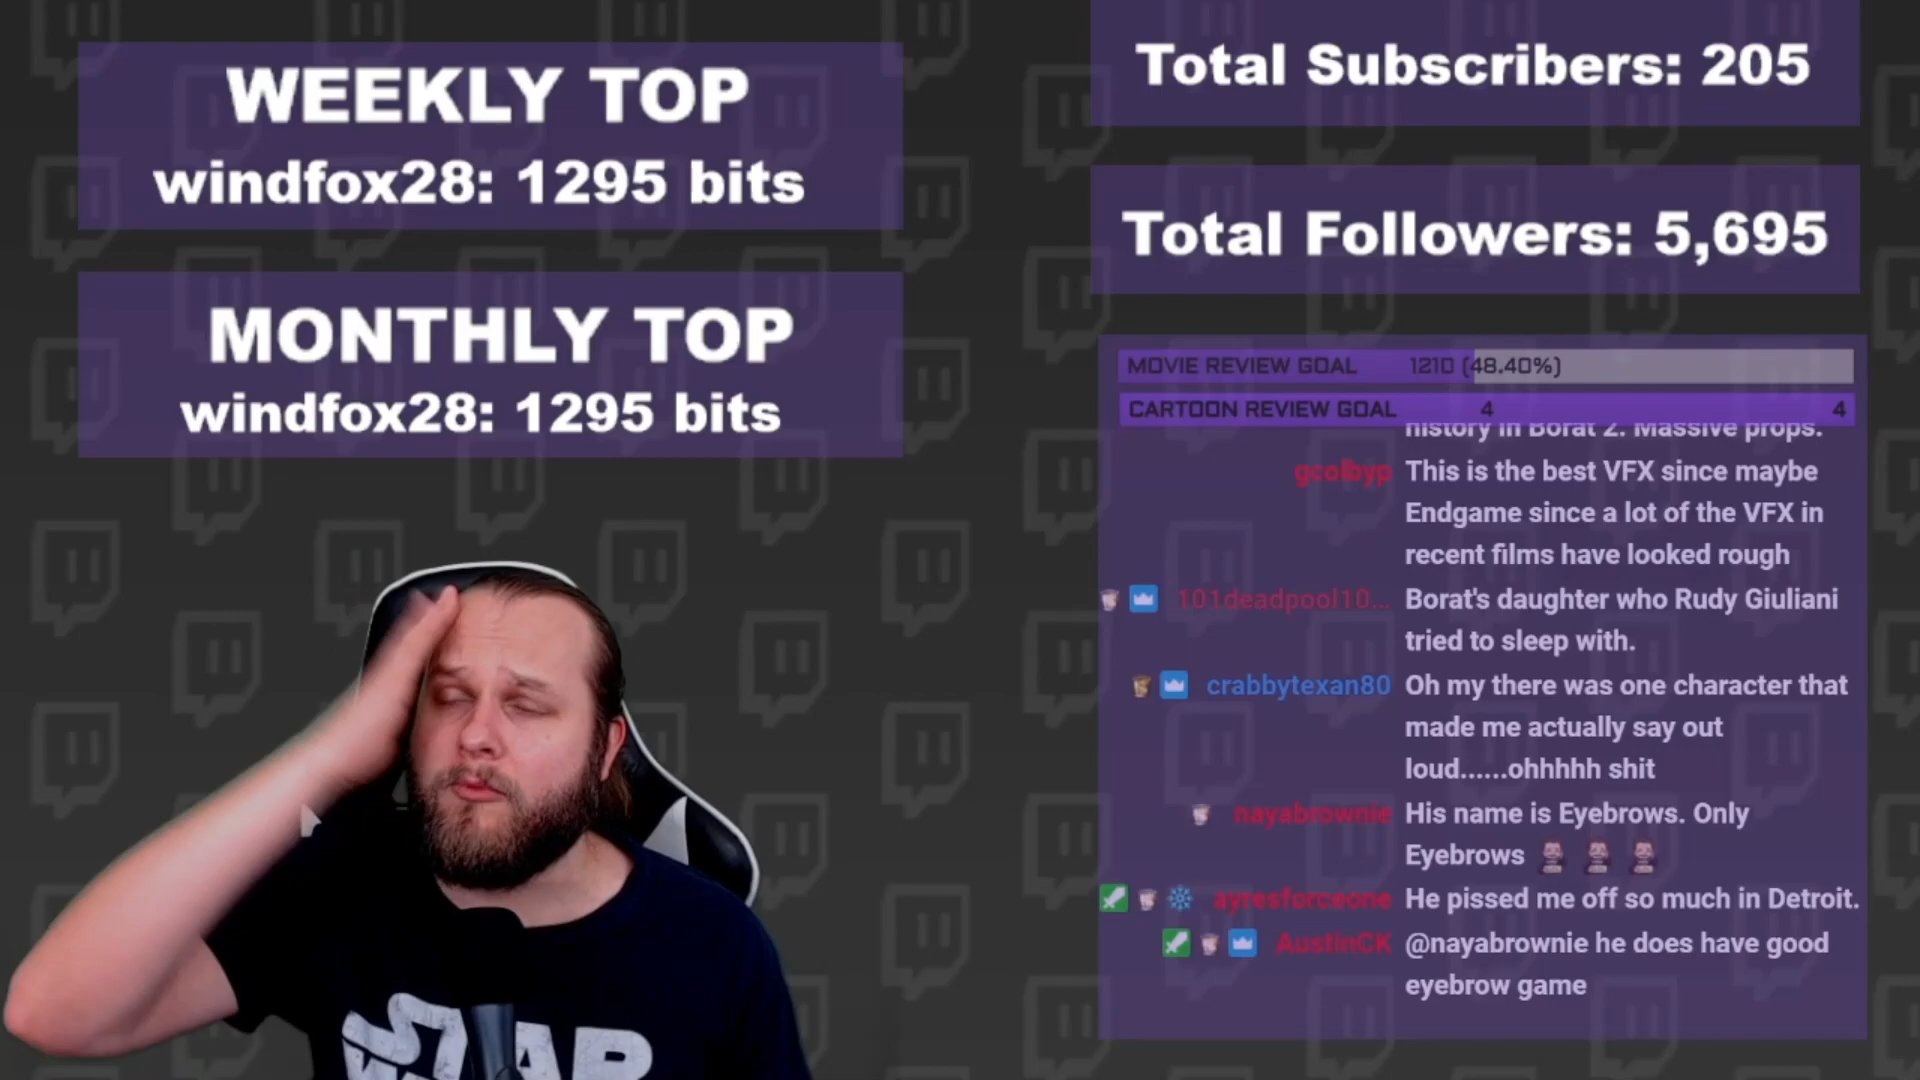 WEEKLY TOP
windfox28: 1295 bits
MONTHLY TOP
windfox28: 1295 bits
Total Subscribers: 205
Total Followers: 5,695
MOVIE REVIEW GOAL 1210 (48.40%)
CARTOON REVIEW GOAL 4 4
history in Borat 2. Massive props.
gcolbyp This is the best VFX since maybe
Endgame since a lot of the VFX in
recent films have looked rough
101deadpool10... Borat's daughter who Rudy Giuliani
tried to sleep with.
crabbytexan80 Oh my there was one character that
made me actually say out
loud......ohhhhh shit
nayabrownie His name is Eyebrows. Only
Eyebrows
ayresforceone He pissed me off so much in Detroit.
AustinCK @nayabrownie he does have good
eyebrow game
STAR